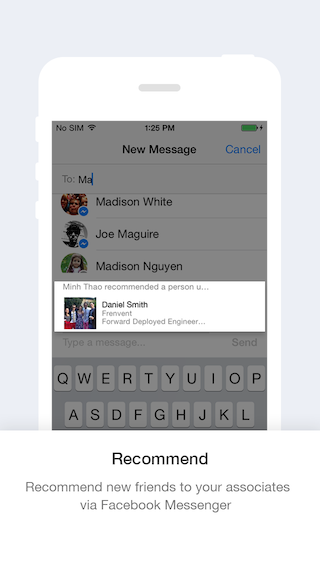 No SIM 1:25 PM
New Message Cancel
To: Ma
Madison White
Joe Maguire
Madison Nguyen
Minh Thao recommended a person u...
Daniel Smith
Frenvent
Forward Deployed Engineer...
Type a message... Send
Q W E R T Y U I O P
A S D F G H J K L
Recommend
Recommend new friends to your associates
via Facebook Messenger